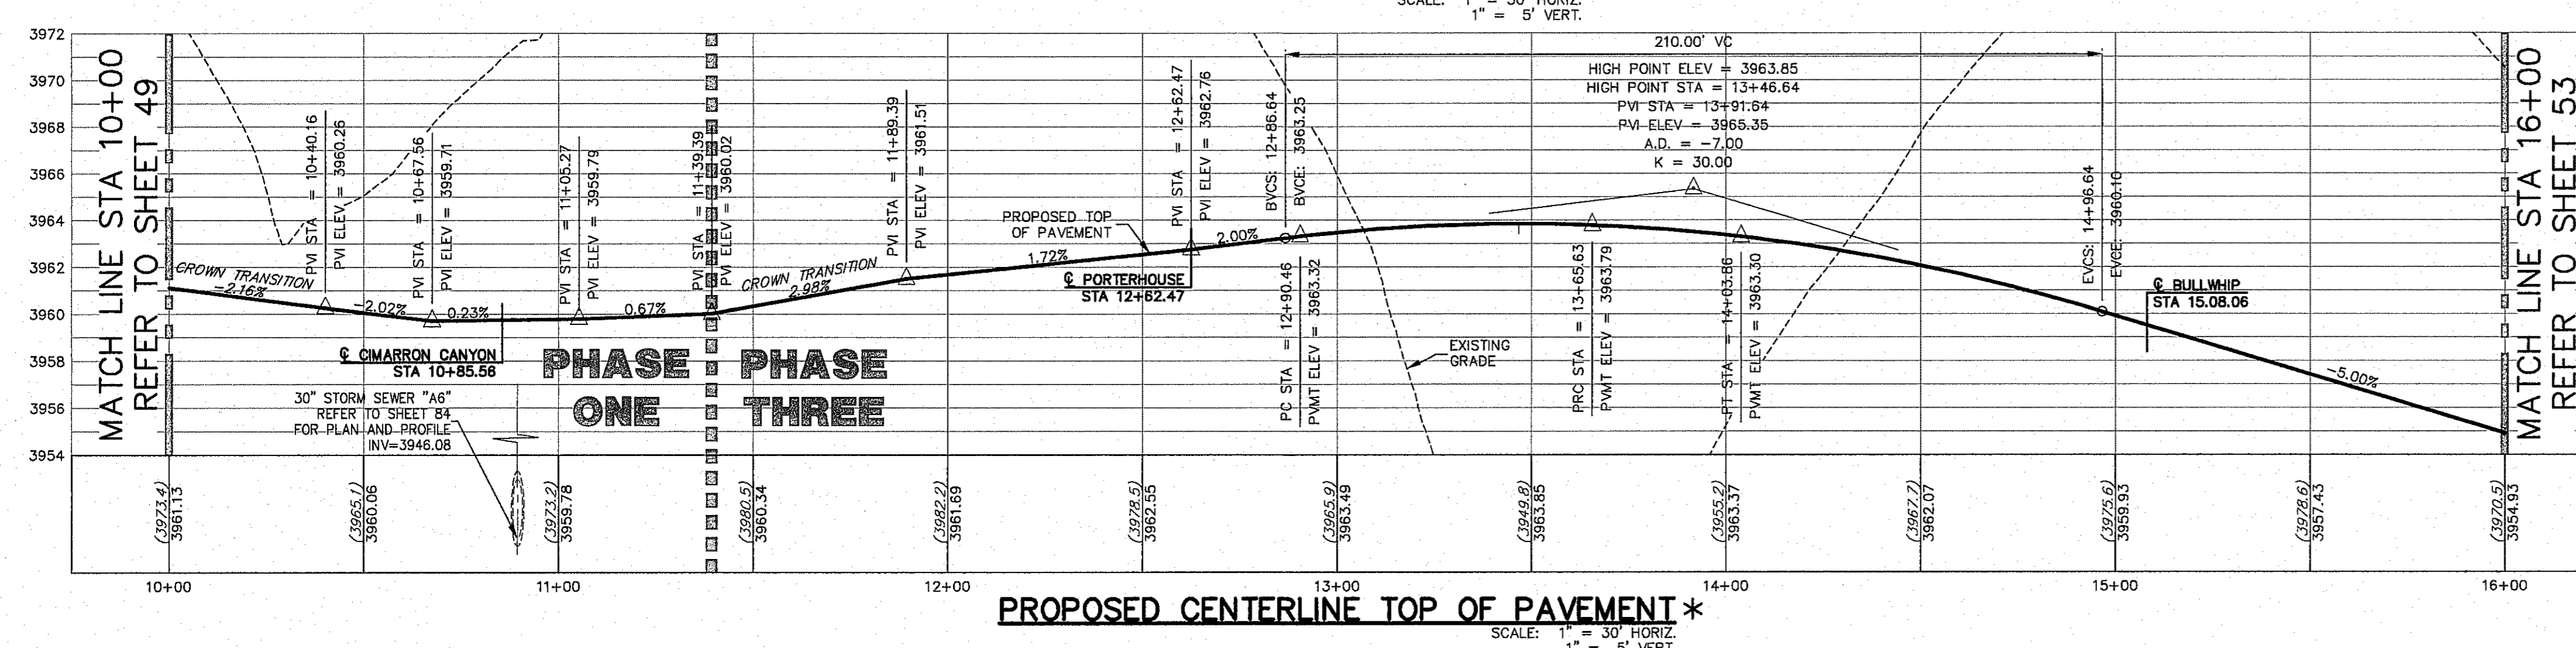 SCALE: 1" = 30' HORIZ.
1" = 5' VERT.
3972
3970
3968
3966
3964
3962
3960
3958
3956
3954
MATCH LINE STA 10+00
REFER TO SHEET 49
CROWN TRANSITION
-2.16%
PVI STA = 10+40.16
PVI ELEV = 3960.26
-2.02%
PVI STA = 10+67.56
PVI ELEV = 3959.71
0.23%
℄ CIMARRON CANYON
STA 10+85.56
30" STORM SEWER "A6"
REFER TO SHEET 84
FOR PLAN AND PROFILE
INV=3946.08
PVI STA = 11+05.27
PVI ELEV = 3959.79
0.67%
PHASE
ONE
PVI STA = 11+39.39
PVI ELEV = 3960.02
PHASE
THREE
CROWN TRANSITION
2.98%
PVI STA = 11+89.39
PVI ELEV = 3961.51
1.72%
PROPOSED TOP
OF PAVEMENT
℄ PORTERHOUSE
STA 12+62.47
PVI STA = 12+62.47
PVI ELEV = 3962.76
2.00%
BVCS: 12+86.64
BVCE: 3963.25
PC STA = 12+90.46
PVMT ELEV = 3963.32
210.00' VC
HIGH POINT ELEV = 3963.85
HIGH POINT STA = 13+46.64
PVI STA = 13+91.64
PVI ELEV = 3965.35
A.D. = -7.00
K = 30.00
EXISTING
GRADE
PRC STA = 13+65.63
PVMT ELEV = 3963.79
PT STA = 14+03.86
PVMT ELEV = 3963.30
EVCS: 14+96.64
EVCE: 3960.10
℄ BULLWHIP
STA 15.08.06
-5.00%
MATCH LINE STA 16+00
REFER TO SHEET 53
(3973.4)
3961.13
(3965.1)
3960.06
(3973.2)
3959.78
(3980.5)
3960.34
(3982.2)
3961.69
(3978.5)
3962.55
(3965.9)
3963.49
(3949.8)
3963.85
(3955.2)
3963.37
(3967.7)
3962.07
(3975.6)
3959.93
(3978.6)
3957.43
(3970.5)
3954.93
10+00
11+00
12+00
13+00
14+00
15+00
16+00
PROPOSED CENTERLINE TOP OF PAVEMENT *
SCALE: 1" = 30' HORIZ.
1" = 5' VERT.